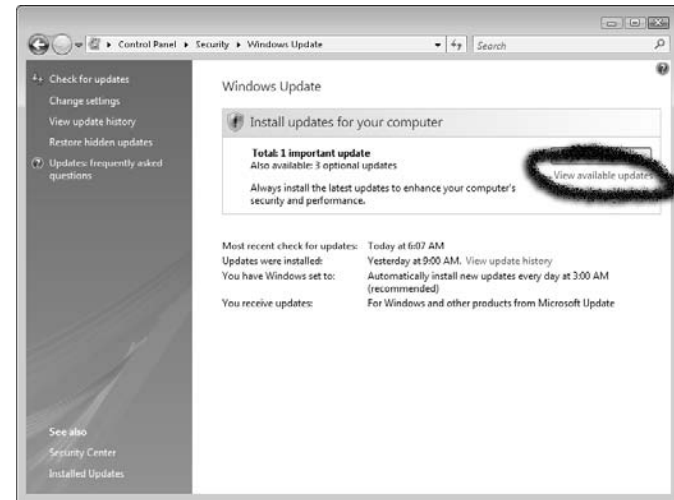 Control Panel ▸ Security ▸ Windows Update
Search
Check for updates
Change settings
View update history
Restore hidden updates
Updates: frequently asked
questions
Windows Update
Install updates for your computer
Total: 1 important update
Also available: 3 optional
updates
View available updates
Always install the latest updates to enhance your computer's
security and performance.
Most recent check for updates: Today at 6:07 AM
Updates were installed: Yesterday at 9:00 AM. View update history
You have Windows set to: Automatically install new updates every day at 3:00 AM
(recommended)
You receive updates: For Windows and other products from Microsoft Update
See also
Security Center
Installed Updates